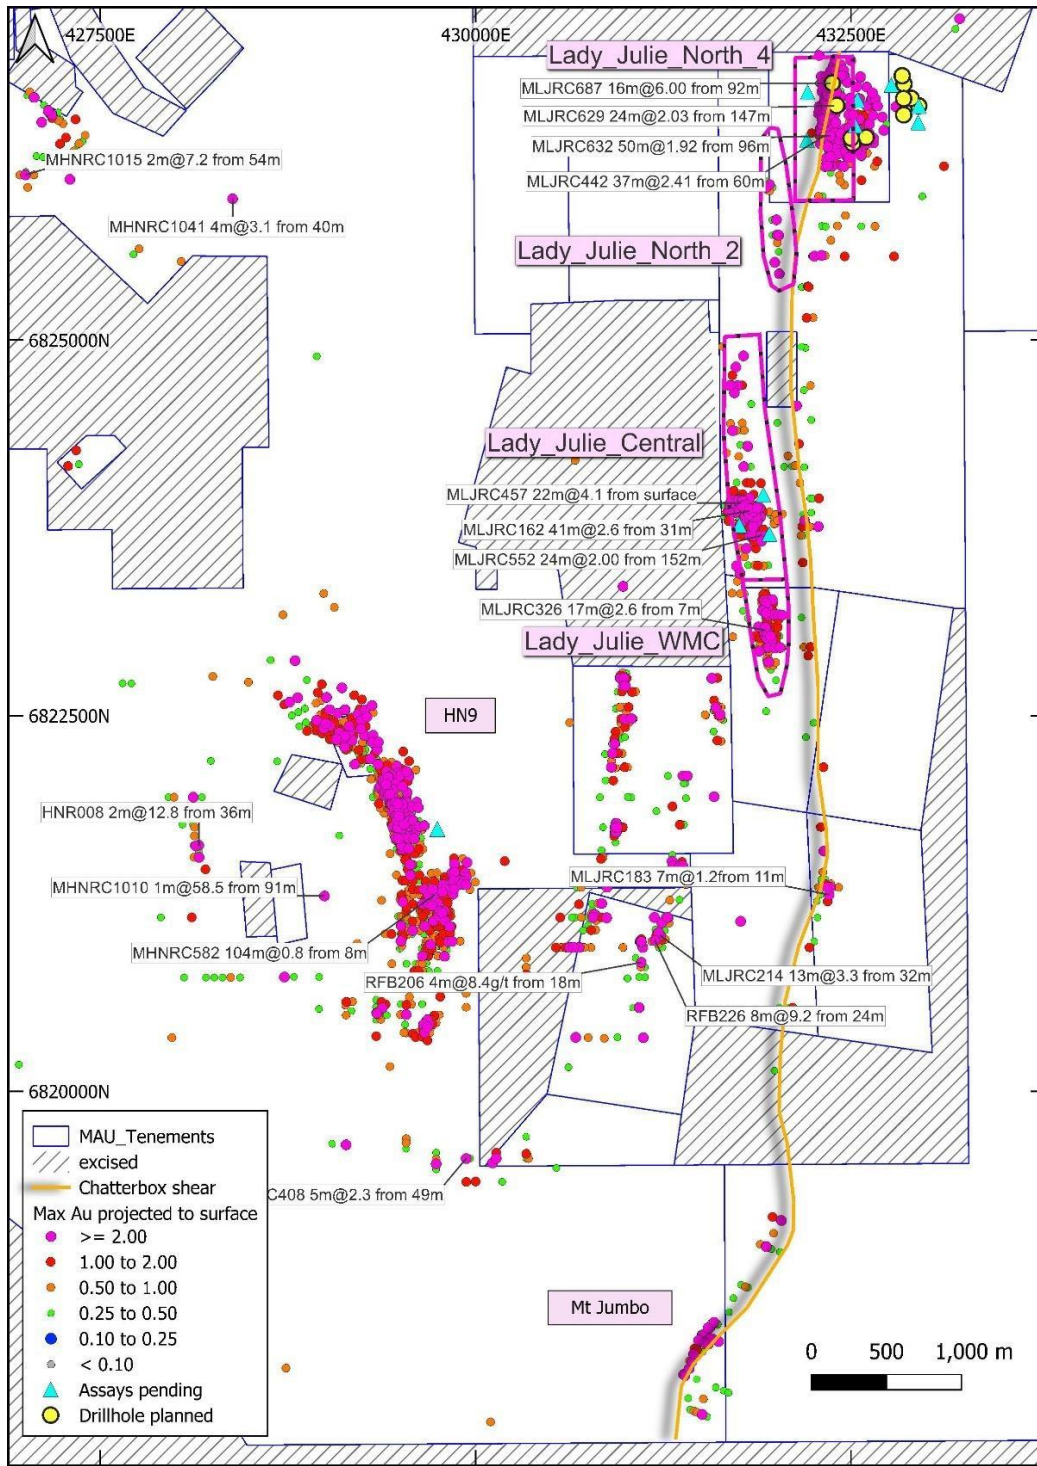 427500E
430000E
432500E
Lady_Julie_North_4
MLJRC687 16m@6.00 from 92m
MLJRC629 24m@2.03 from 147m
MLJRC632 50m@1.92 from 96m
MLJRC442 37m@2.41 from 60m
MHNRC1015 2m@7.2 from 54m
MHNRC1041 4m@3.1 from 40m
Lady_Julie_North_2
6825000N
Lady_Julie_Central
MLJRC457 22m@4.1 from surface
MLJRC162 41m@2.6 from 31m
MLJRC552 24m@2.00 from 152m
MLJRC326 17m@2.6 from 7m
Lady_Julie_WMC
6822500N
HN9
HNR008 2m@12.8 from 36m
MHNRC1010 1m@58.5 from 91m
MLJRC183 7m@1.2from 11m
MHNRC582 104m@0.8 from 8m
RFB206 4m@8.4g/t from 18m
MLJRC214 13m@3.3 from 32m
RFB226 8m@9.2 from 24m
6820000N
C408 5m@2.3 from 49m
MAU_Tenements
excised
Chatterbox shear
Max Au projected to surface
>= 2.00
1.00 to 2.00
0.50 to 1.00
0.25 to 0.50
0.10 to 0.25
< 0.10
Assays pending
Drillhole planned
Mt Jumbo
0 500 1,000 m